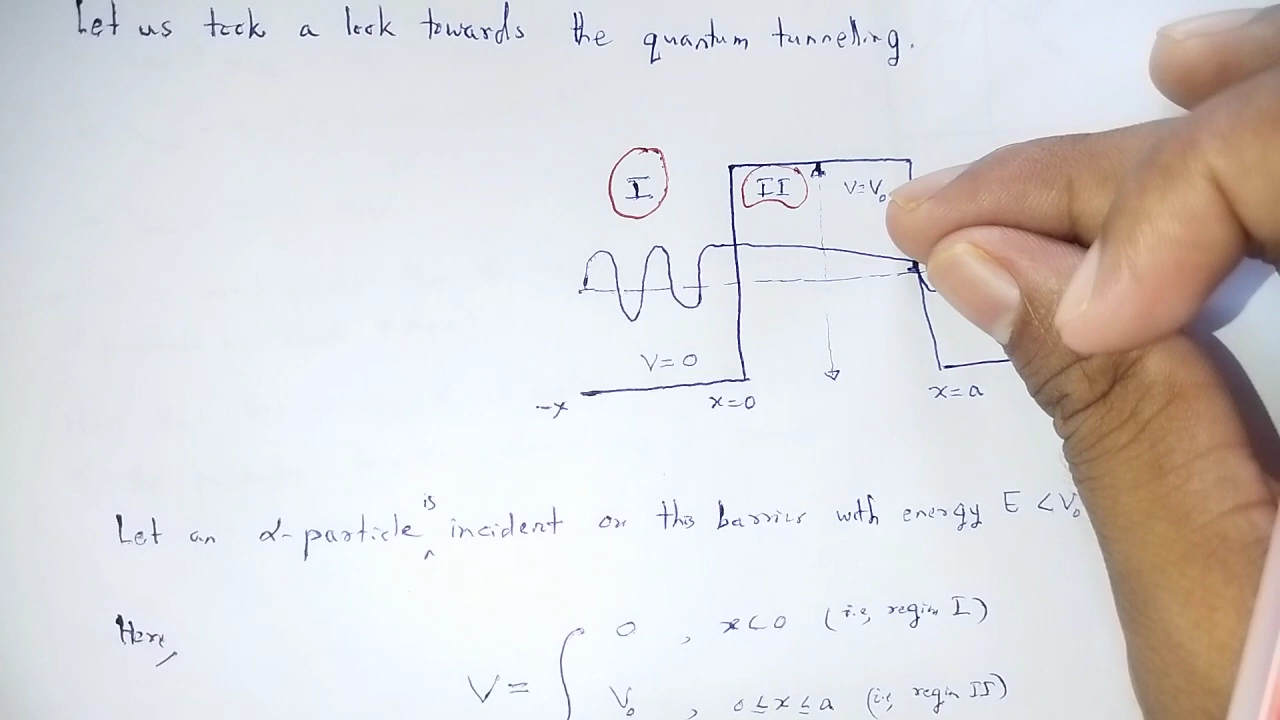 Let us took a look towards the quantum tunneling.
I
II
V=V₀
V=0
-x
x=0
x=a
Let an α-particle is incident on this barrier with energy E <V₀
Here,
0 , x<0 (i.e, region I)
V=
V₀ , 0≤x≤a (i.e, region II)